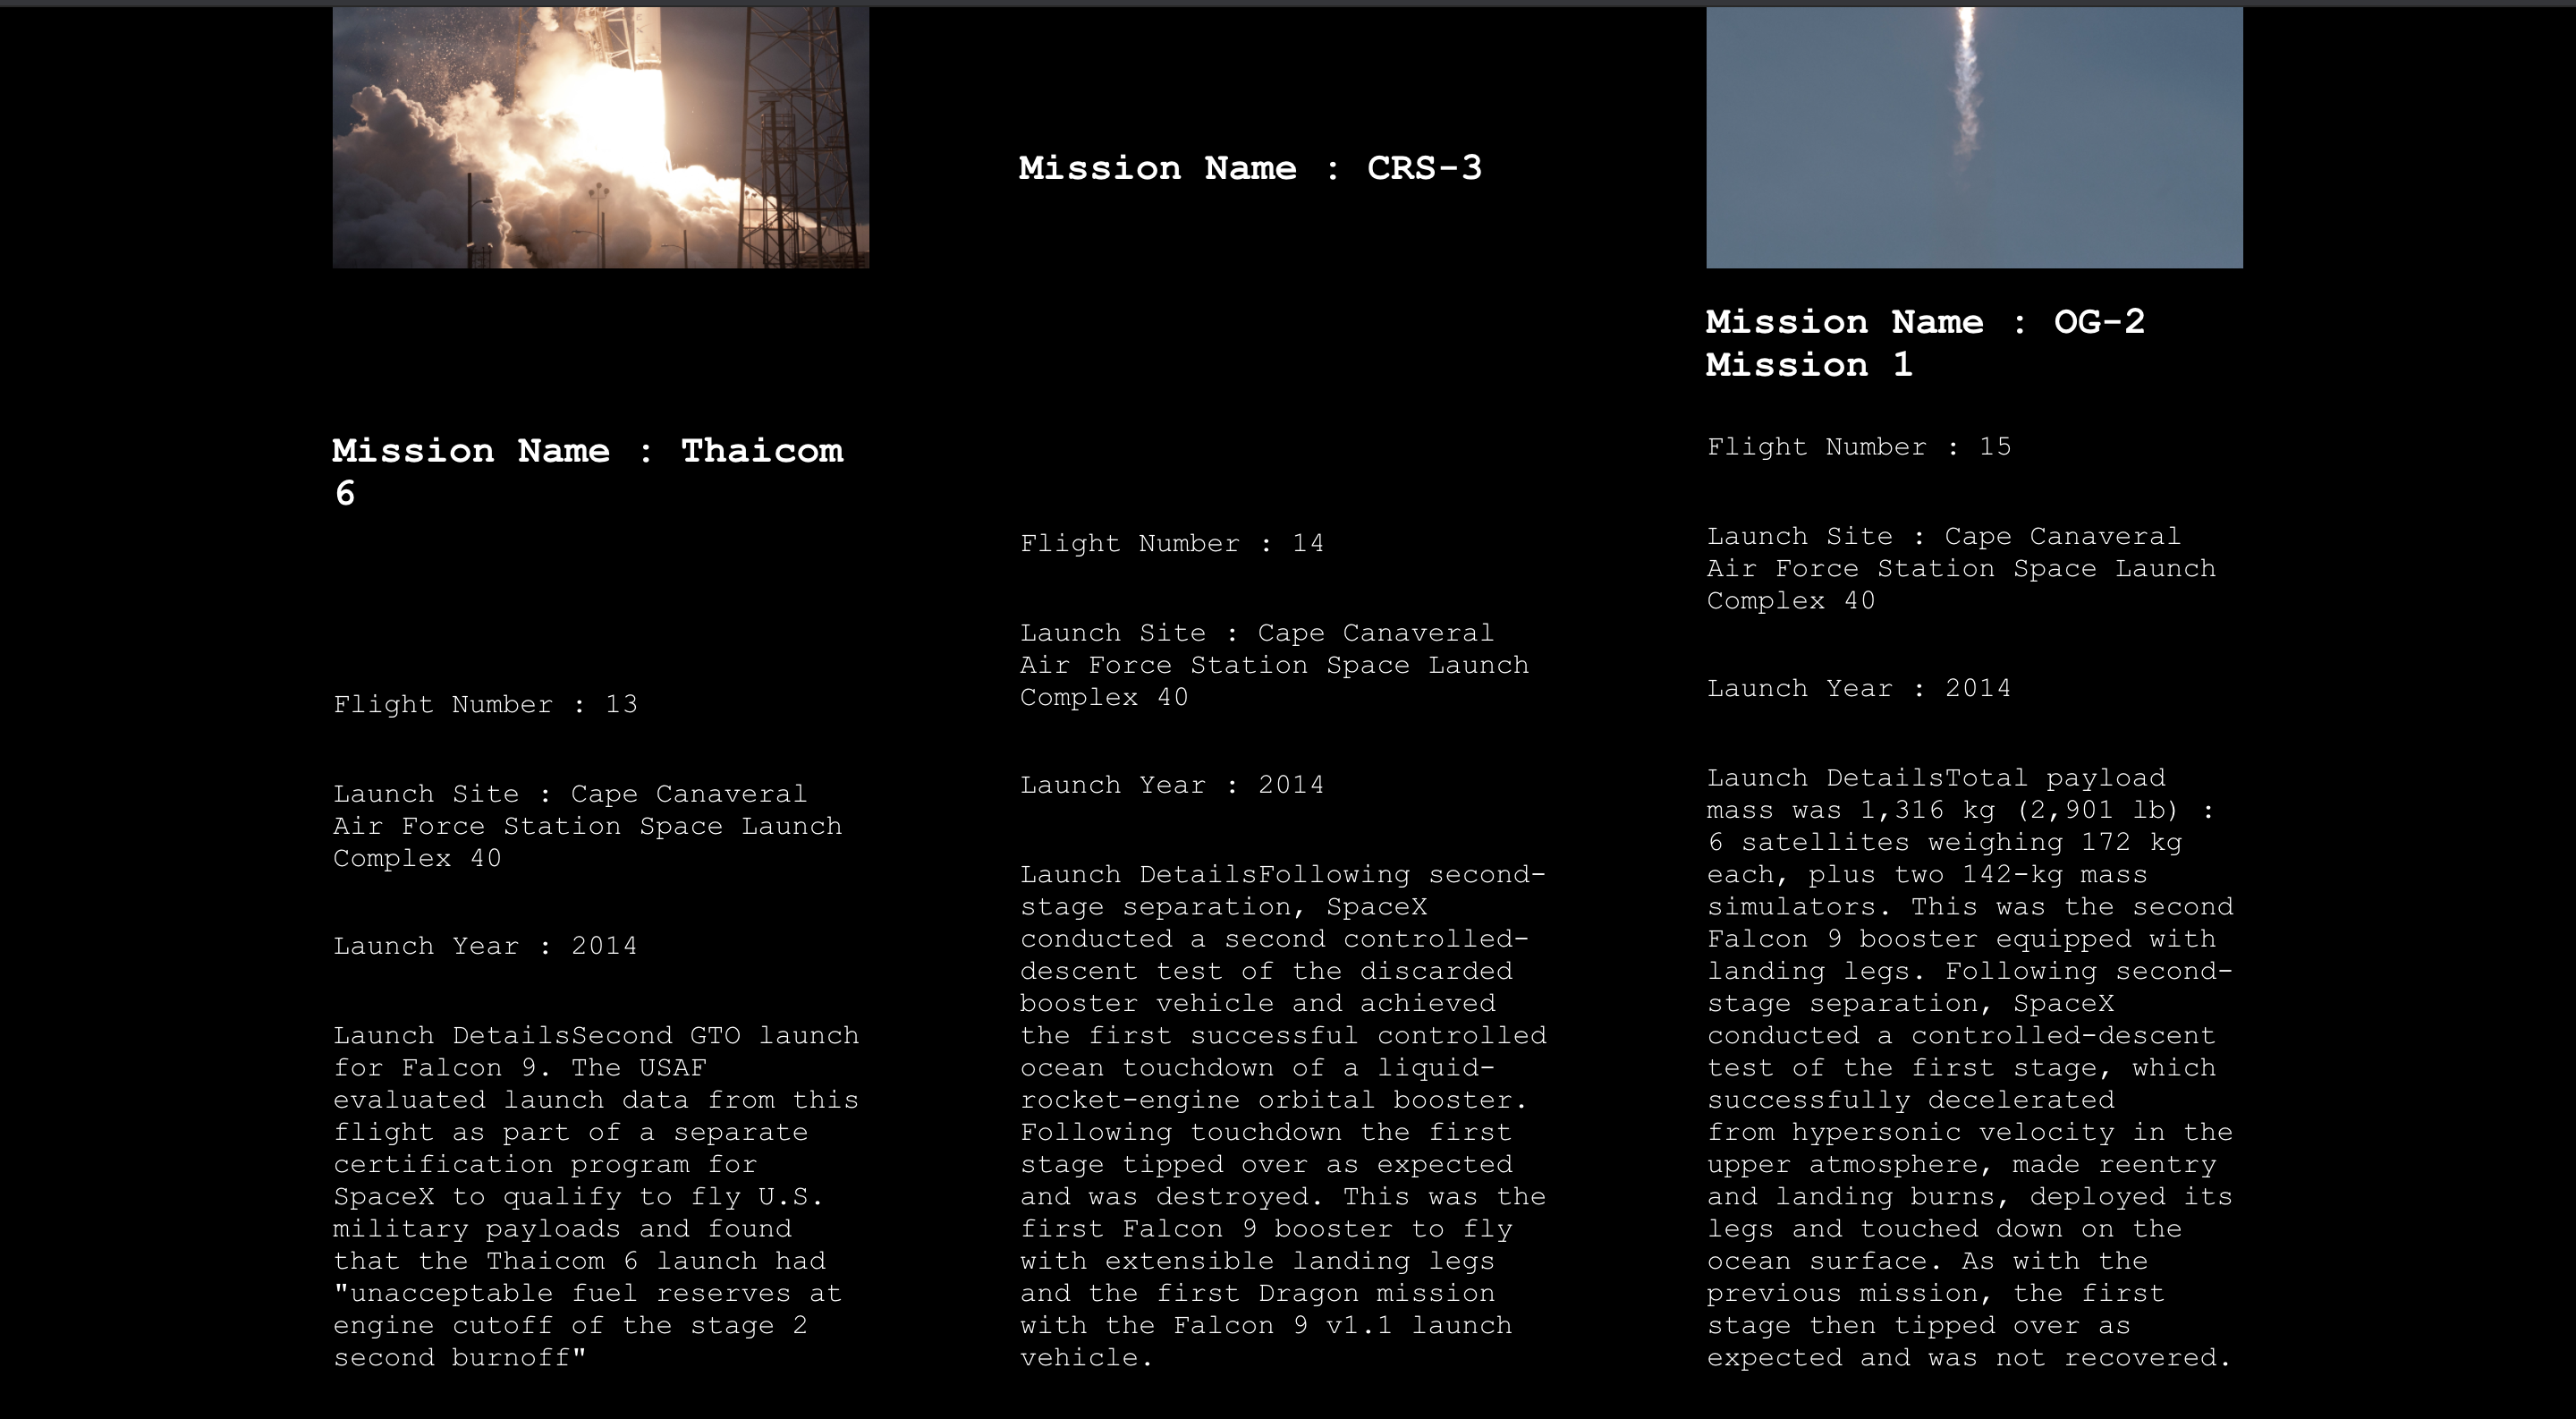 Mission Name : Thaicom
6
Flight Number : 13
Launch Site : Cape Canaveral
Air Force Station Space Launch
Complex 40
Launch Year : 2014
Launch DetailsSecond GTO launch
for Falcon 9. The USAF
evaluated launch data from this
flight as part of a separate
certification program for
SpaceX to qualify to fly U.S.
military payloads and found
that the Thaicom 6 launch had
"unacceptable fuel reserves at
engine cutoff of the stage 2
second burnoff"
Mission Name : CRS-3
Flight Number : 14
Launch Site : Cape Canaveral
Air Force Station Space Launch
Complex 40
Launch Year : 2014
Launch DetailsFollowing second-
stage separation, SpaceX
conducted a second controlled-
descent test of the discarded
booster vehicle and achieved
the first successful controlled
ocean touchdown of a liquid-
rocket-engine orbital booster.
Following touchdown the first
stage tipped over as expected
and was destroyed. This was the
first Falcon 9 booster to fly
with extensible landing legs
and the first Dragon mission
with the Falcon 9 v1.1 launch
vehicle.
Mission Name : OG-2
Mission 1
Flight Number : 15
Launch Site : Cape Canaveral
Air Force Station Space Launch
Complex 40
Launch Year : 2014
Launch DetailsTotal payload
mass was 1,316 kg (2,901 lb) :
6 satellites weighing 172 kg
each, plus two 142-kg mass
simulators. This was the second
Falcon 9 booster equipped with
landing legs. Following second-
stage separation, SpaceX
conducted a controlled-descent
test of the first stage, which
successfully decelerated
from hypersonic velocity in the
upper atmosphere, made reentry
and landing burns, deployed its
legs and touched down on the
ocean surface. As with the
previous mission, the first
stage then tipped over as
expected and was not recovered.